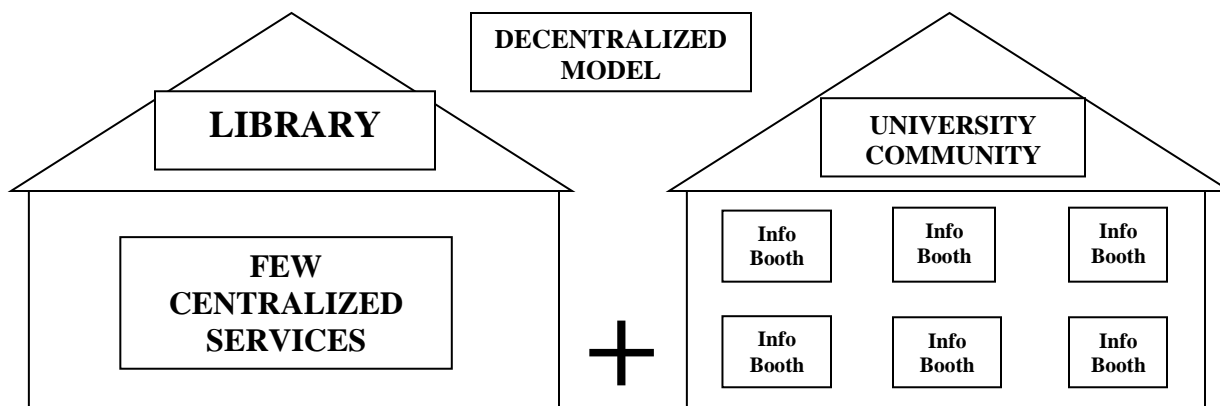 DECENTRALIZED
MODEL
LIBRARY
UNIVERSITY
COMMUNITY
FEW
CENTRALIZED
SERVICES
Info
Booth
Info
Booth
Info
Booth
Info
Booth
Info
Booth
Info
Booth